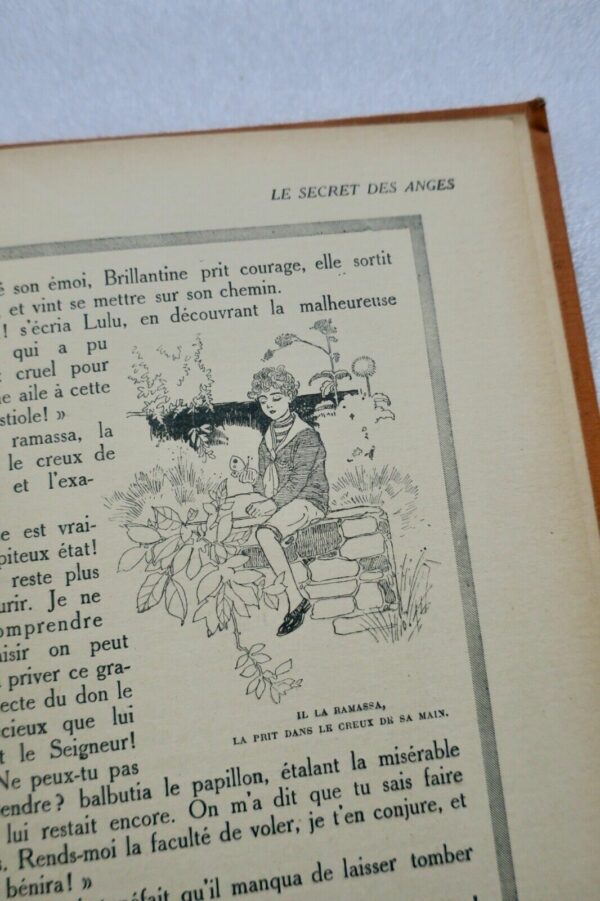 LE SECRET DES ANGES
é son émoi, Brillantine prit courage, elle sortit
et vint se mettre sur son chemin.
! s'écria Lulu, en découvrant la malheureuse
qui a pu
cruel pour
ne aile à cette
stiole! »
ramassa, la
le creux de
et l'exa-
e est vrai-
piteux état!
reste plus
urir. Je ne
omprendre
aisir on peut
priver ce gra-
ecte du don le
cieux que lui
t le Seigneur!
Ne peux-tu pas
IL LA RAMASSA,
LA PRIT DANS LE CREUX DE SA MAIN.
endre? balbutia le papillon, étalant la misérable
lui restait encore. On m'a dit que tu sais faire
s. Rends-moi la faculté de voler, je t'en conjure, et
bénira! »
éfait qu'il manqua de laisser tomber